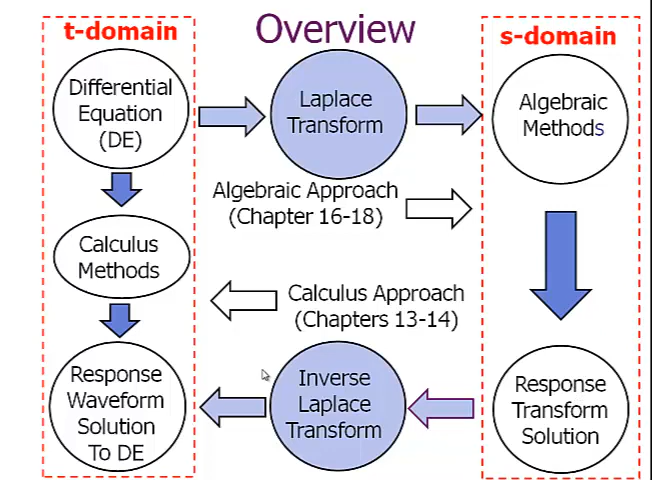 t-domain
Overview
s-domain
Differential
Equation
(DE)
Laplace
Transform
Algebraic
Methods
Algebraic Approach
(Chapter 16-18)
Calculus
Methods
Calculus Approach
(Chapters 13-14)
Response
Waveform
Solution
To DE
Inverse
Laplace
Transform
Response
Transform
Solution